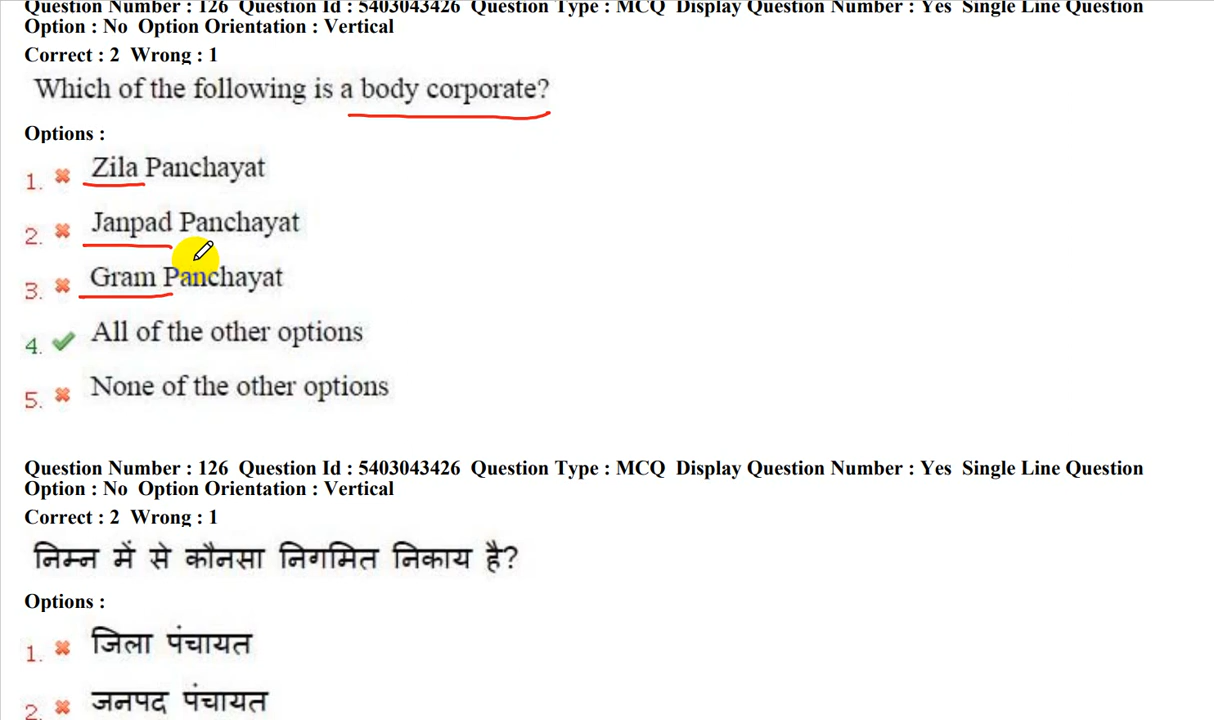 Question Number : 126 Question Id : 5403043426 Question Type : MCQ Display Question Number : Yes Single Line Question
Option : No Option Orientation : Vertical
Correct : 2 Wrong : 1
Which of the following is a body corporate?
Options :
1. Zila Panchayat
2. Janpad Panchayat
3. Gram Panchayat
4. All of the other options
5. None of the other options
Question Number : 126 Question Id : 5403043426 Question Type : MCQ Display Question Number : Yes Single Line Question
Option : No Option Orientation : Vertical
Correct : 2 Wrong : 1
निम्न में से कौनसा निगमित निकाय है?
Options :
1. जिला पंचायत
2. जनपद पंचायत